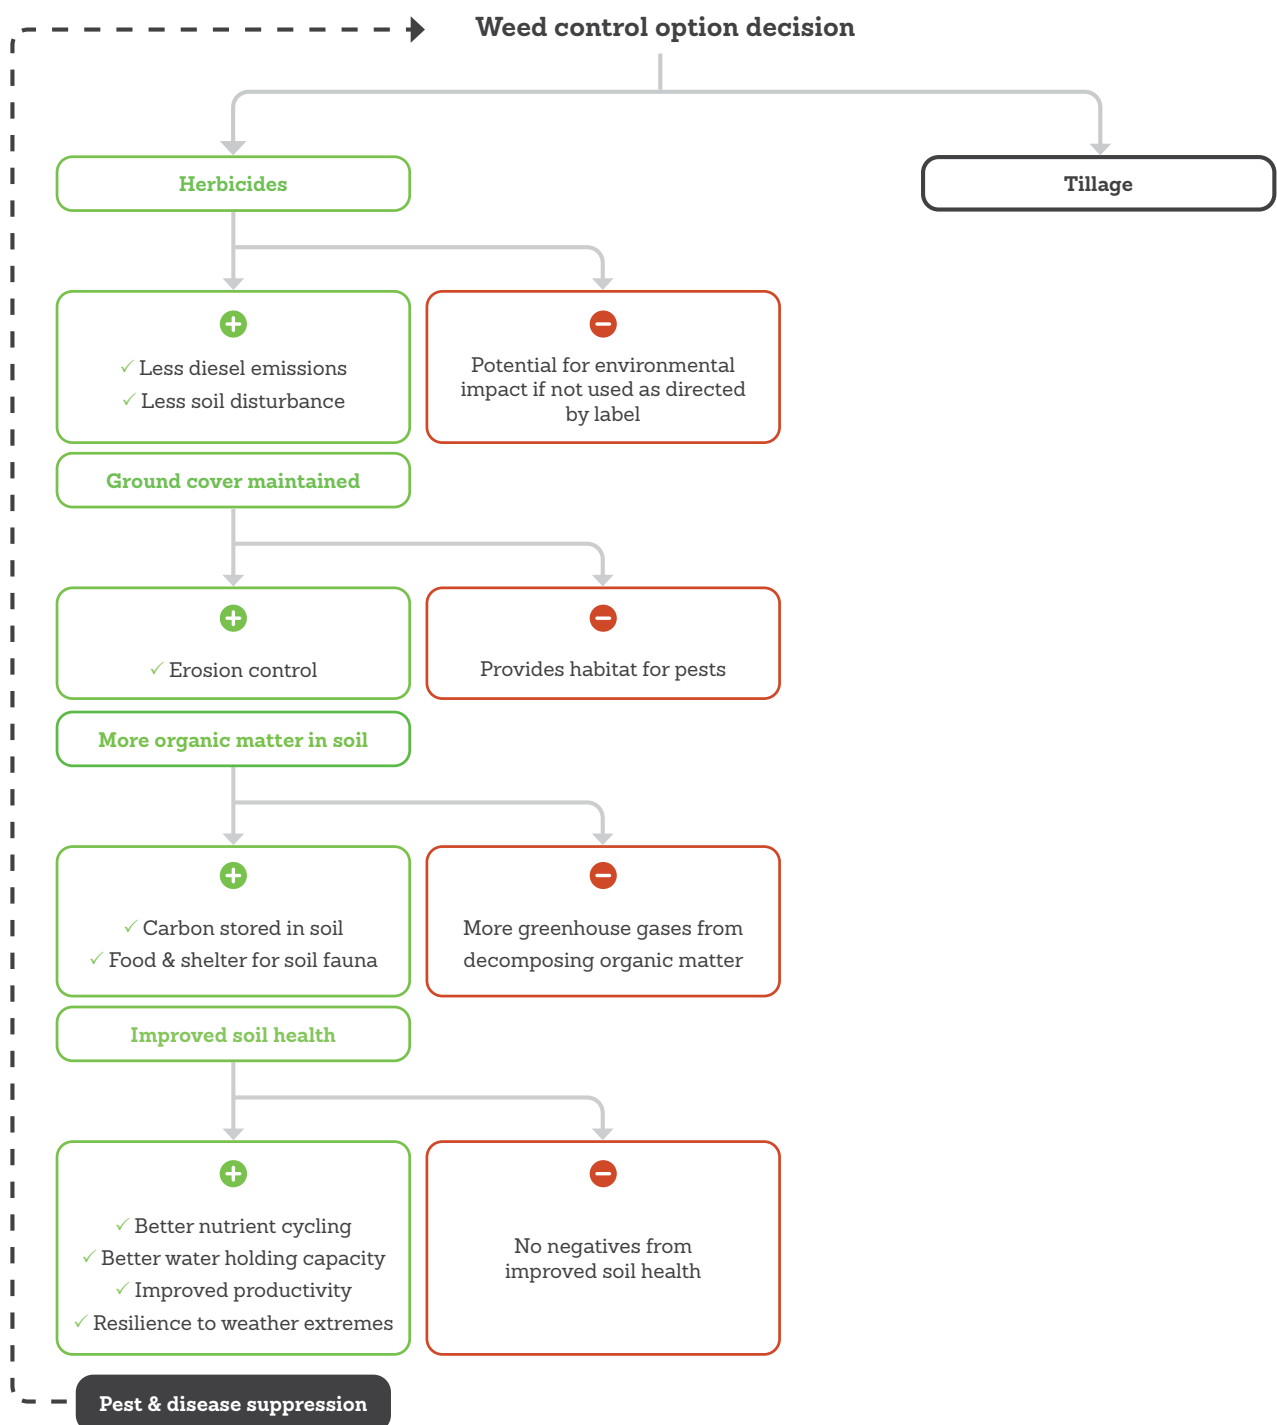 Weed control option decision
Herbicides
Tillage
✓ Less diesel emissions
✓ Less soil disturbance
Potential for environmental
impact if not used as directed
by label
Ground cover maintained
✓ Erosion control
Provides habitat for pests
More organic matter in soil
✓ Carbon stored in soil
✓ Food & shelter for soil fauna
More greenhouse gases from
decomposing organic matter
Improved soil health
✓ Better nutrient cycling
✓ Better water holding capacity
✓ Improved productivity
✓ Resilience to weather extremes
No negatives from
improved soil health
Pest & disease suppression